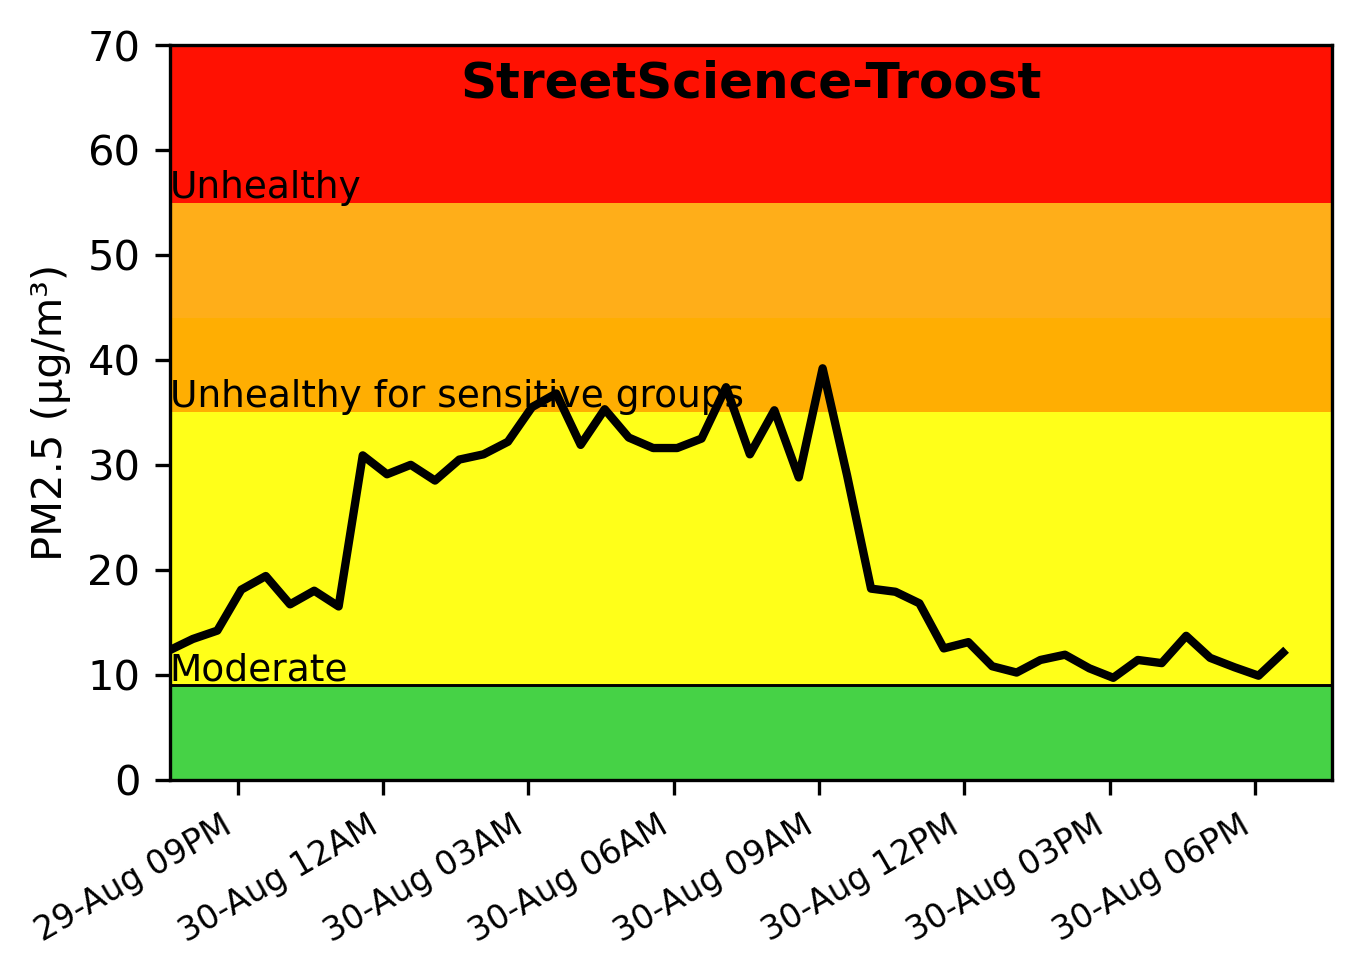 StreetScience-Troost
70
60
50
40
30
20
10
0
PM2.5 (µg/m³)
Unhealthy
Unhealthy for sensitive groups
Moderate
29-Aug 09PM
30-Aug 12AM
30-Aug 03AM
30-Aug 06AM
30-Aug 09AM
30-Aug 12PM
30-Aug 03PM
30-Aug 06PM